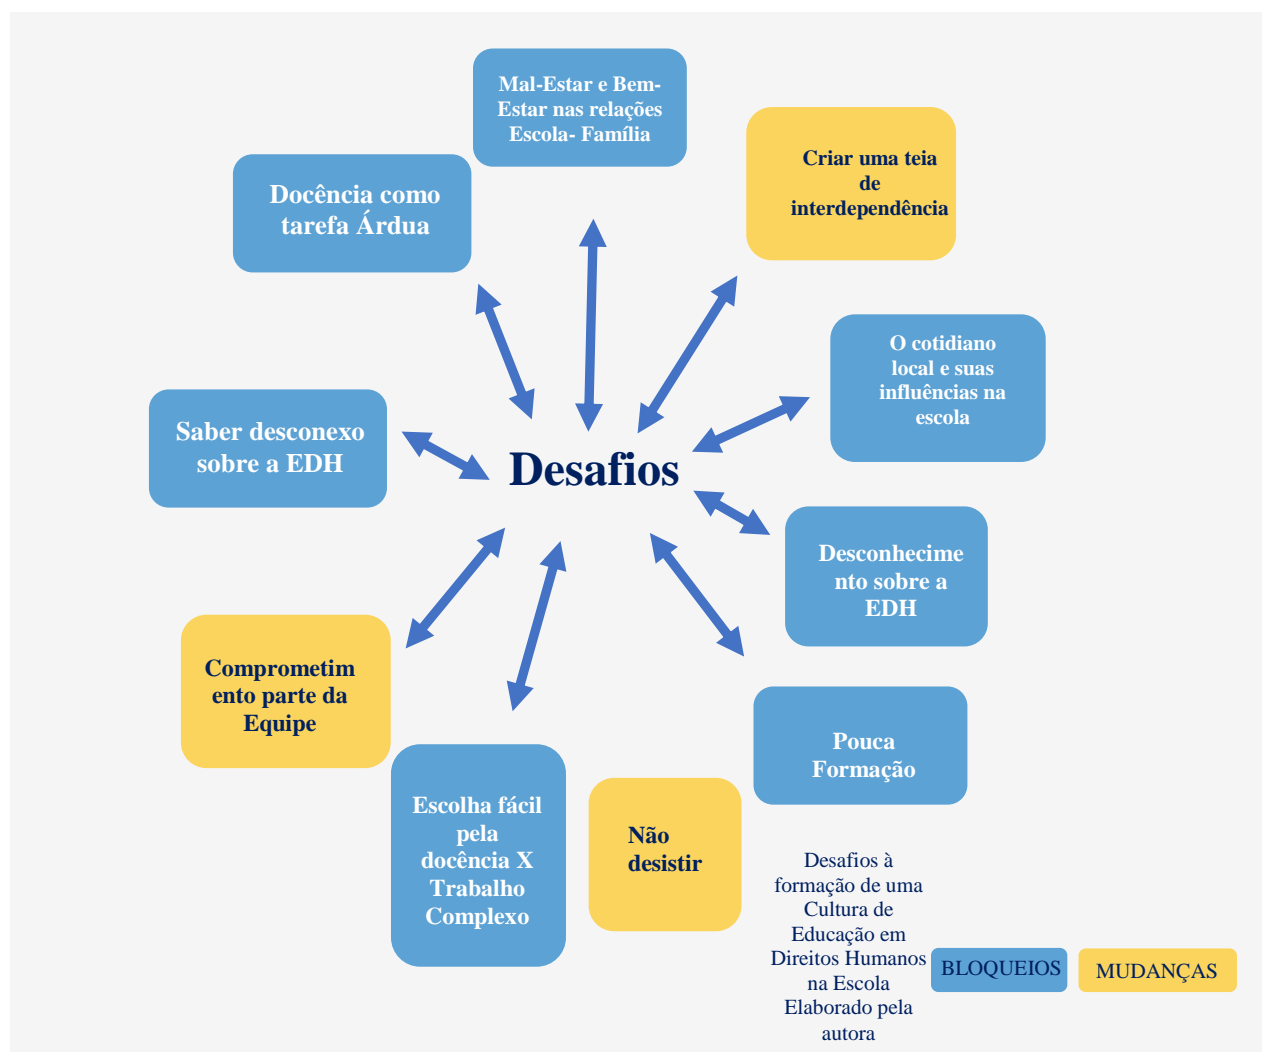 Mal-Estar e Bem-
Estar nas relações
Escola- Família
Criar uma teia
de
interdependência
Docência como
tarefa Árdua
O cotidiano
local e suas
influências na
escola
Saber desconexo
sobre a EDH
Desafios
Desconhecime
nto sobre a
EDH
Comprometim
ento parte da
Equipe
Pouca
Formação
Escolha fácil
pela
docência X
Trabalho
Complexo
Não
desistir
Desafios à
formação de uma
Cultura de
Educação em
Direitos Humanos
na Escola
Elaborado pela
autora
BLOQUEIOS
MUDANÇAS